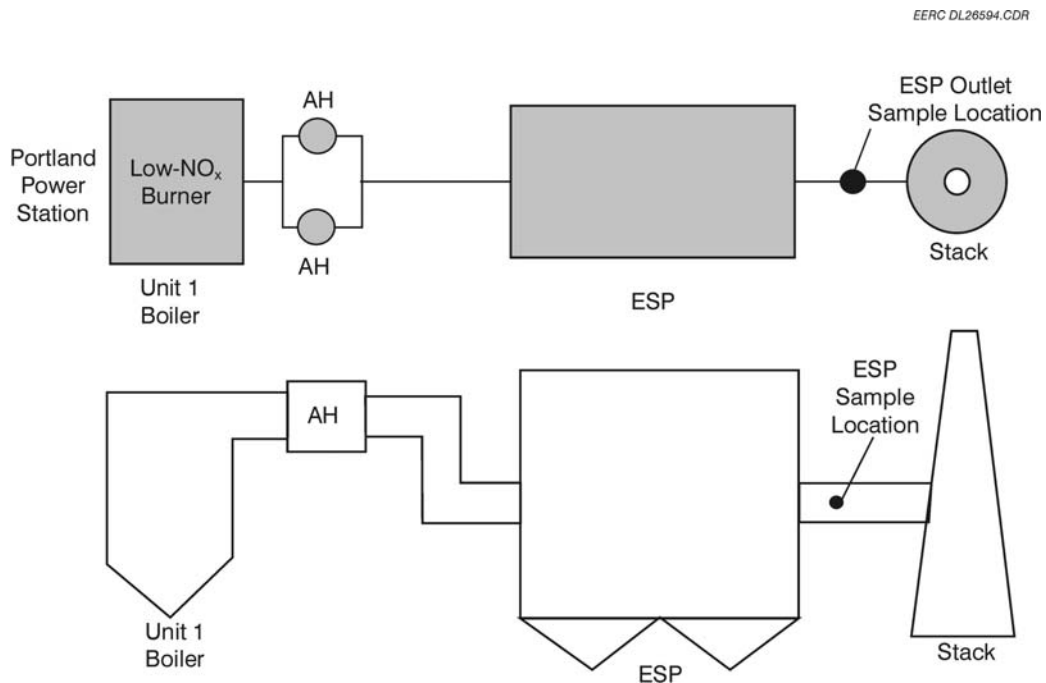 EERC DL26594.CDR
AH
ESP Outlet
Sample Location
Portland
Power
Station
Low-NOx
Burner
AH
Stack
Unit 1
Boiler
ESP
ESP
Sample
Location
AH
Unit 1
Boiler
ESP
Stack